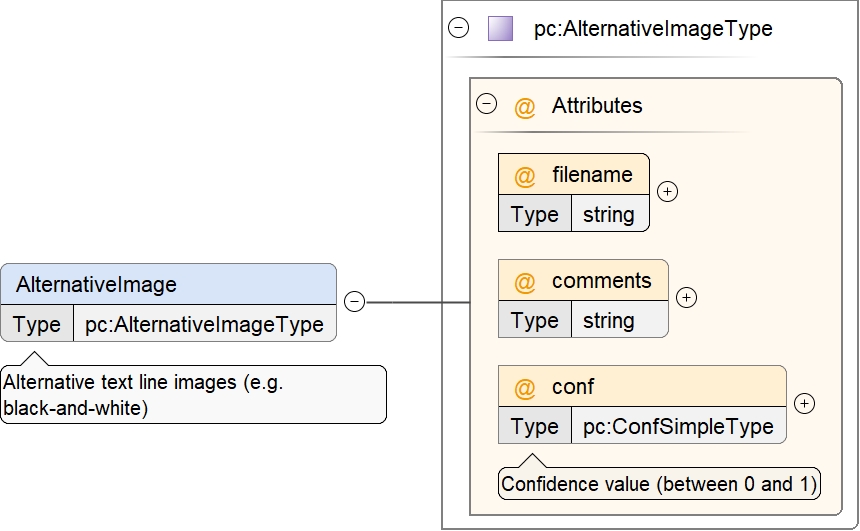 pc:AlternativeImageType
@ Attributes
@ filename
Type string
@ comments
Type string
AlternativeImage
Type pc:AlternativeImageType
Alternative text line images (e.g.
black-and-white)
@ conf
Type pc:ConfSimpleType
Confidence value (between 0 and 1)